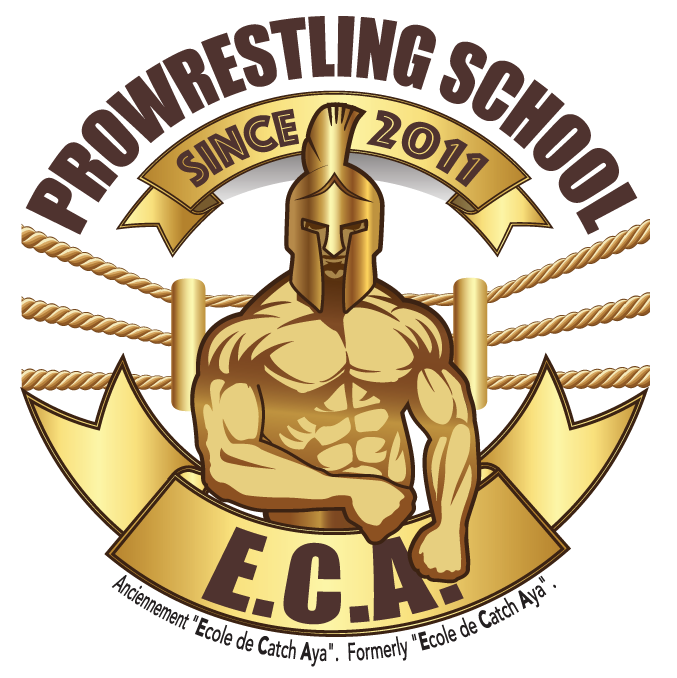 PROWRESTLING SCHOOL
SINCE 2011
E.C.A.
Anciennement "Ecole de Catch Aya". Formerly "Ecole de Catch Aya".